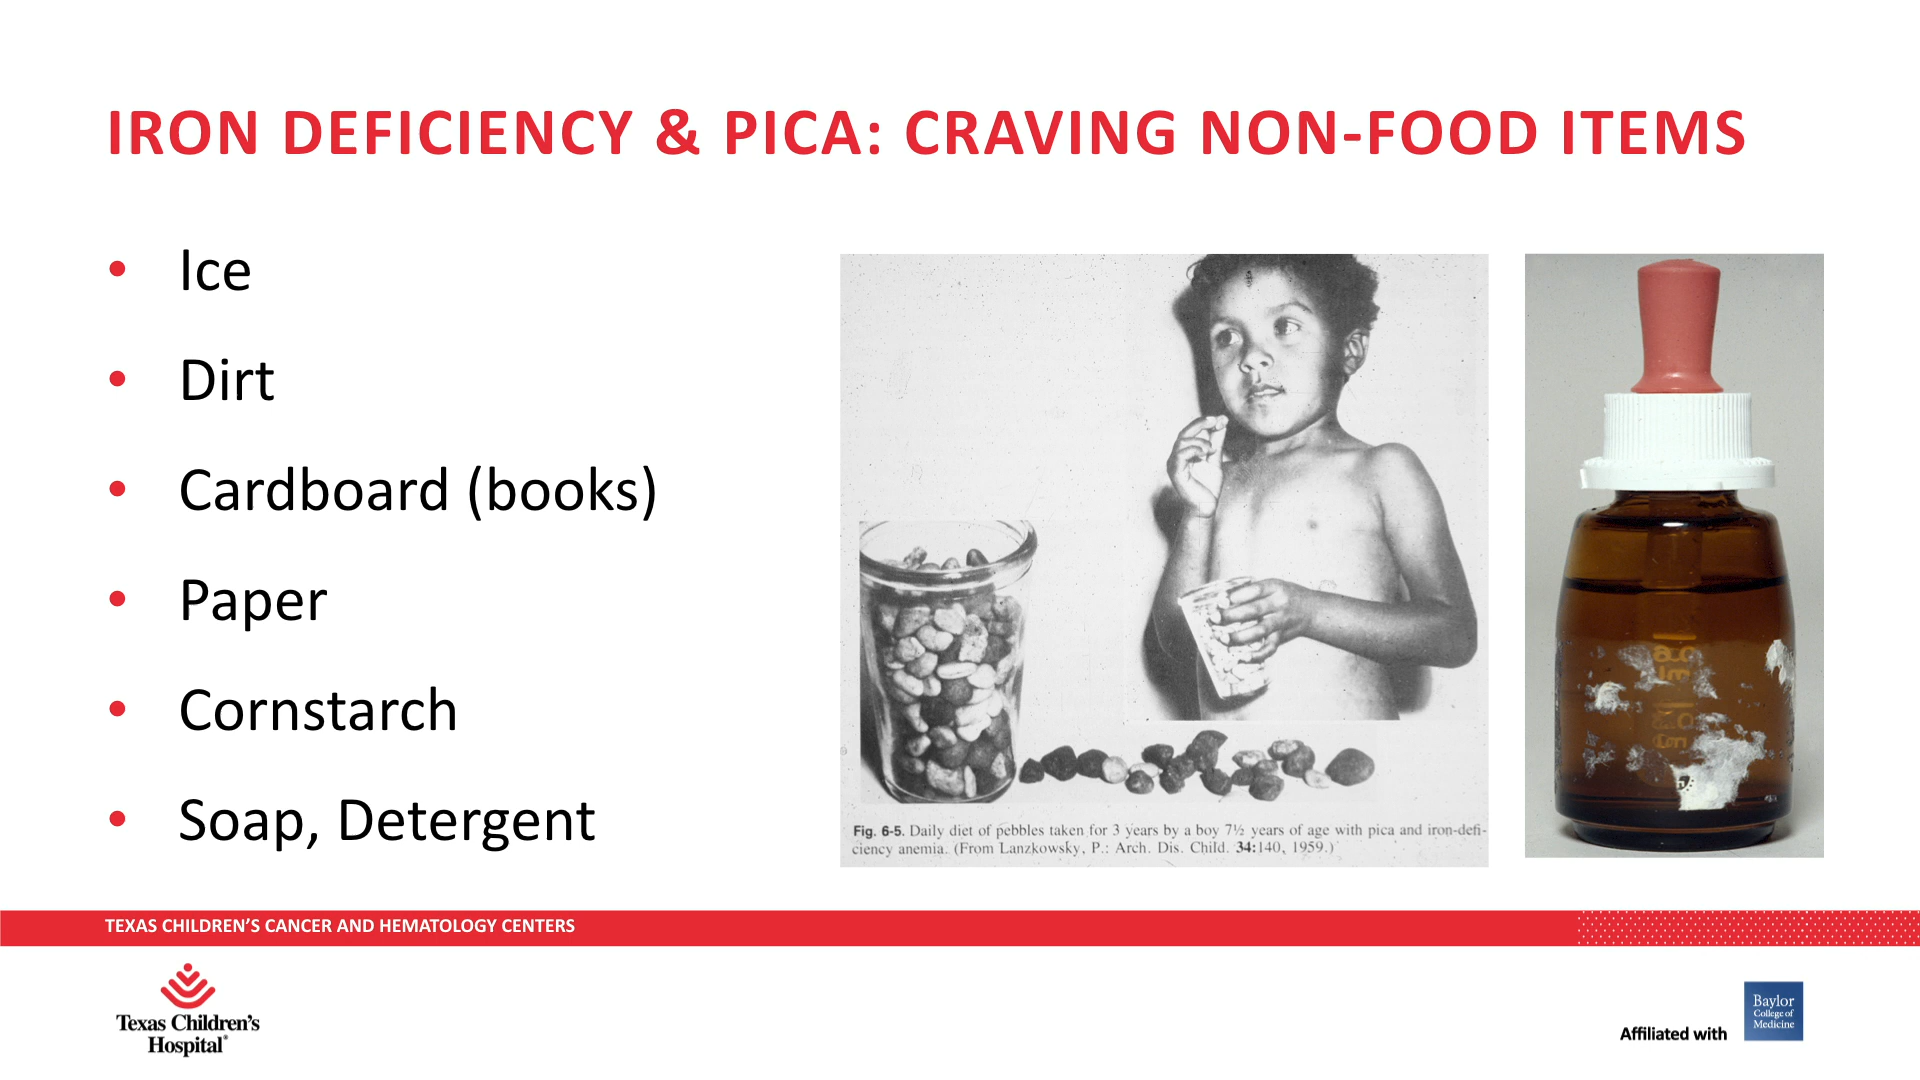 IRON DEFICIENCY & PICA: CRAVING NON-FOOD ITEMS
• Ice
• Dirt
• Cardboard (books)
• Paper
• Cornstarch
• Soap, Detergent
Fig. 6-5. Daily diet of pebbles taken for 3 years by a boy 7½ years of age with pica and iron-defi-
ciency anemia. (From Lanzkowsky, P.: Arch. Dis. Child. 34:140, 1959.)
TEXAS CHILDREN'S CANCER AND HEMATOLOGY CENTERS
Texas Children's
Hospital®
Affiliated with
Baylor
College of
Medicine